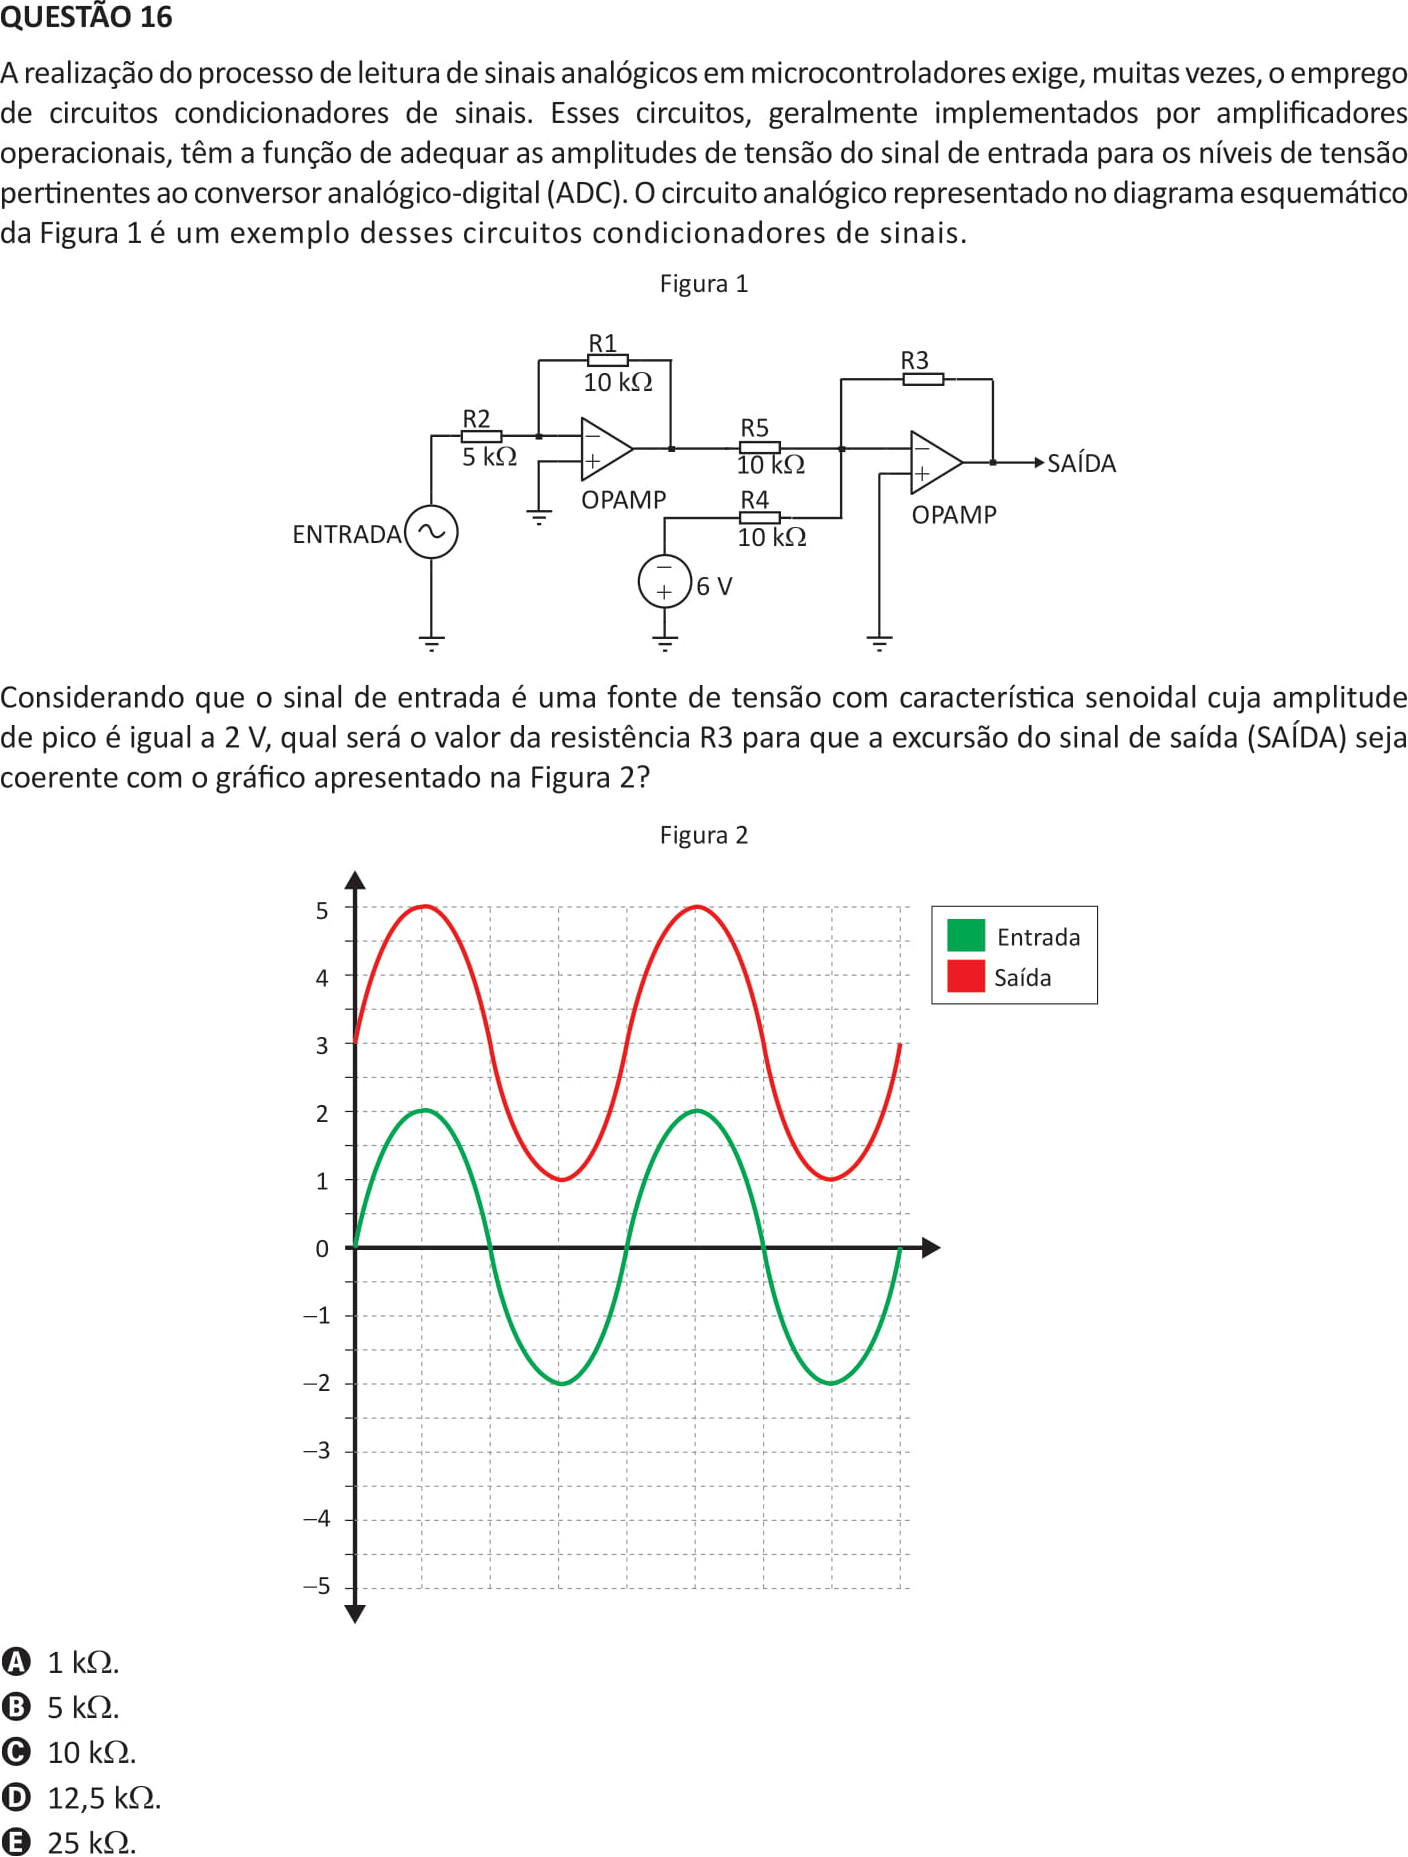 QUESTÃO 16
A realização do processo de leitura de sinais analógicos em microcontroladores exige, muitas vezes, o emprego
de circuitos condicionadores de sinais. Esses circuitos, geralmente implementados por amplificadores
operacionais, têm a função de adequar as amplitudes de tensão do sinal de entrada para os níveis de tensão
pertinentes ao conversor analógico-digital (ADC). O circuito analógico representado no diagrama esquemático
da Figura 1 é um exemplo desses circuitos condicionadores de sinais.
Figura 1
R1
10 kΩ
R3
R2
5 kΩ
R5
10 kΩ
−
+
−
+
SAÍDA
OPAMP
R4
10 kΩ
OPAMP
ENTRADA
−
+
6 V
Considerando que o sinal de entrada é uma fonte de tensão com característica senoidal cuja amplitude
de pico é igual a 2 V, qual será o valor da resistência R3 para que a excursão do sinal de saída (SAÍDA) seja
coerente com o gráfico apresentado na Figura 2?
Figura 2
5
4
3
2
1
0
−1
−2
−3
−4
−5
Entrada
Saída
A 1 kΩ.
B 5 kΩ.
C 10 kΩ.
D 12,5 kΩ.
E 25 kΩ.